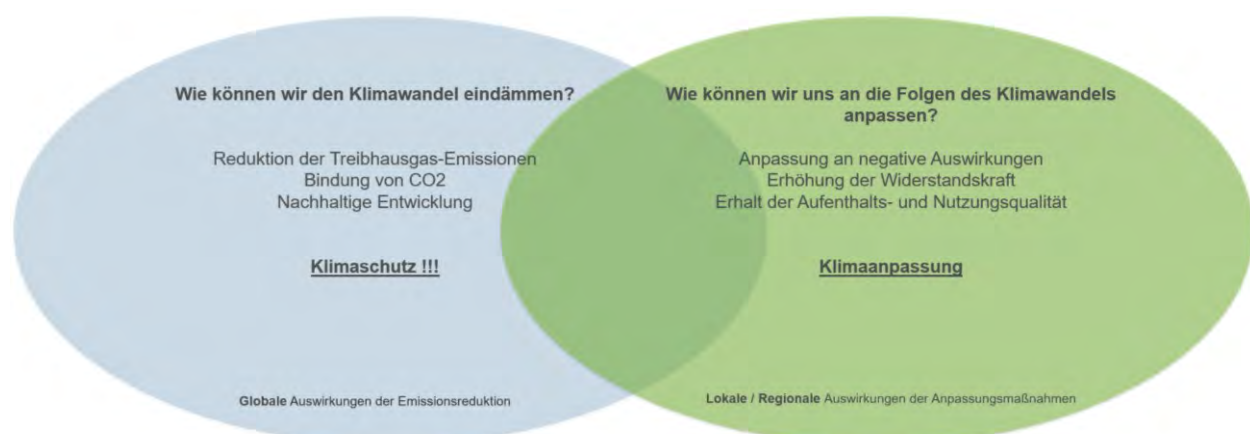 Wie können wir den Klimawandel eindämmen?
Reduktion der Treibhausgas-Emissionen
Bindung von CO2
Nachhaltige Entwicklung
Klimaschutz !!!
Globale Auswirkungen der Emissionsreduktion
Wie können wir uns an die Folgen des Klimawandels
anpassen?
Anpassung an negative Auswirkungen
Erhöhung der Widerstandskraft
Erhalt der Aufenthalts- und Nutzungsqualität
Klimaanpassung
Lokale / Regionale Auswirkungen der Anpassungsmaßnahmen